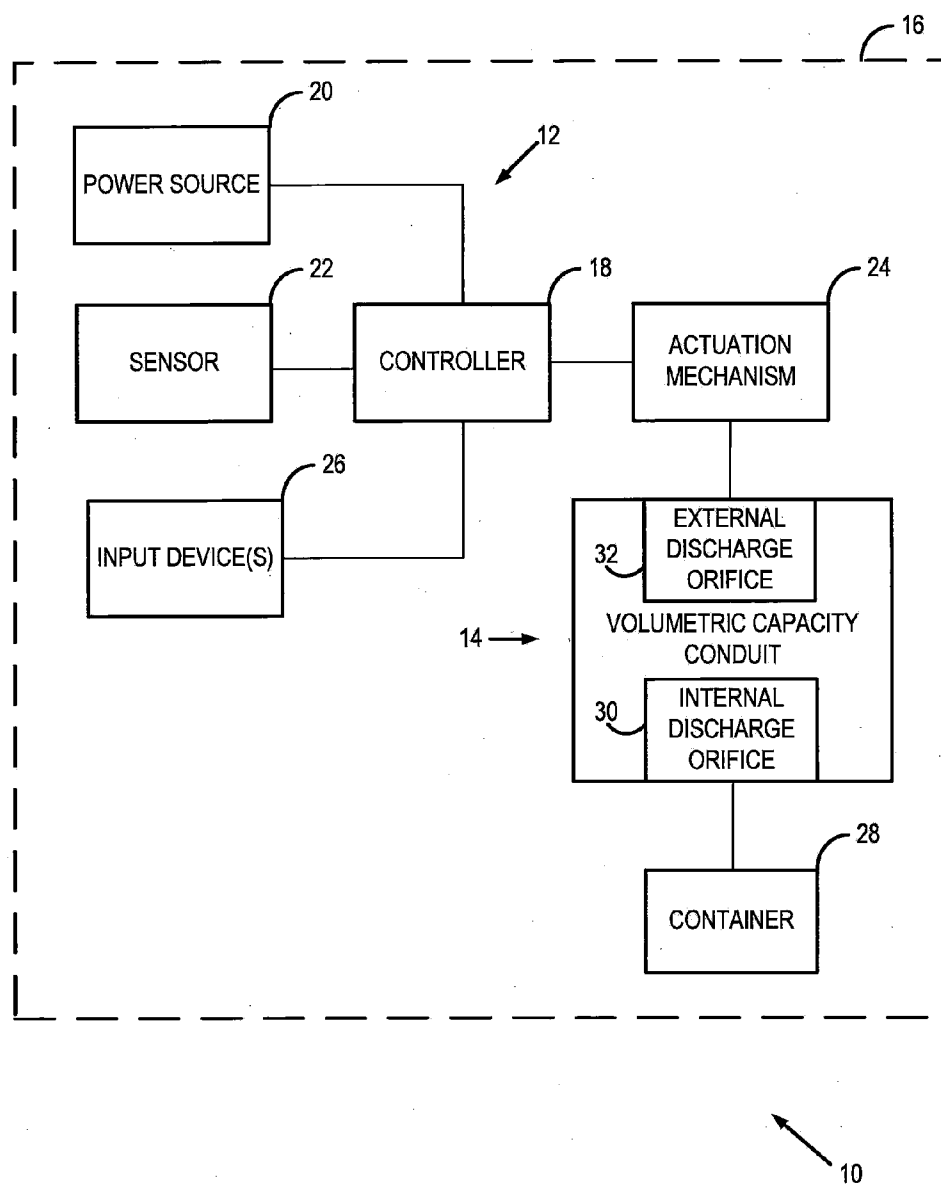 16
20
POWER SOURCE
12
22
SENSOR
18
CONTROLLER
24
ACTUATION
MECHANISM
26
INPUT DEVICE(S)
32
EXTERNAL
DISCHARGE
ORIFICE
14
VOLUMETRIC CAPACITY
CONDUIT
30
INTERNAL
DISCHARGE
ORIFICE
28
CONTAINER
10